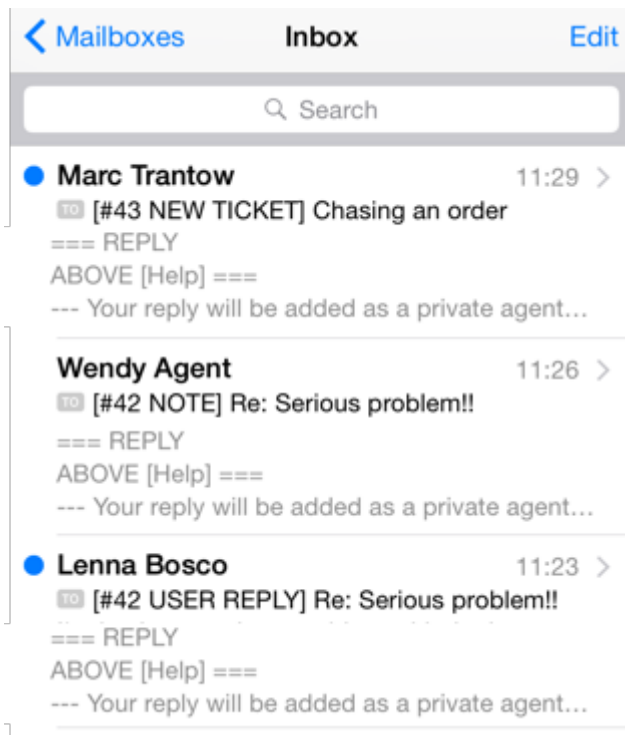 Mailboxes Inbox Edit
Search
Marc Trantow 11:29
TO [#43 NEW TICKET] Chasing an order
=== REPLY
ABOVE [Help] ===
--- Your reply will be added as a private agent...
Wendy Agent 11:26
TO [#42 NOTE] Re: Serious problem!!
=== REPLY
ABOVE [Help] ===
--- Your reply will be added as a private agent...
Lenna Bosco 11:23
TO [#42 USER REPLY] Re: Serious problem!!
=== REPLY
ABOVE [Help] ===
--- Your reply will be added as a private agent...